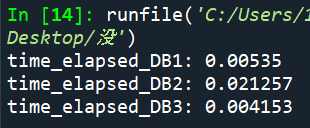 In [14]: runfile('C:/Users/1
Desktop/没')
time_elapsed_DB1: 0.00535
time_elapsed_DB2: 0.021257
time_elapsed_DB3: 0.004153